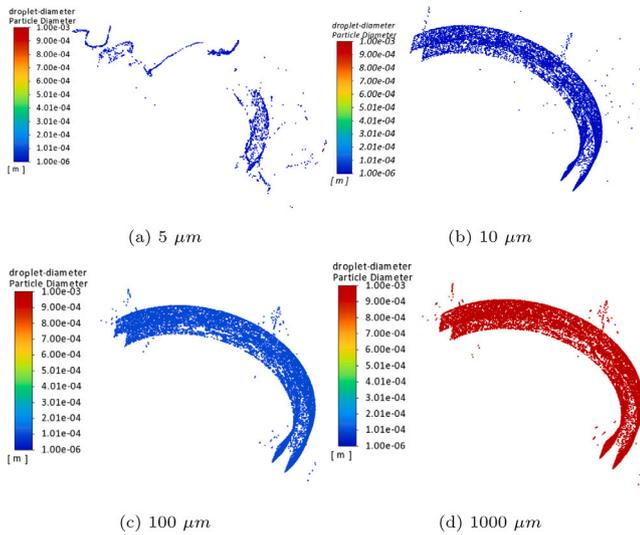 droplet-diameter
Particle Diameter
1.00e-03
9.00e-04
8.00e-04
7.00e-04
6.00e-04
5.01e-04
4.01e-04
3.01e-04
2.01e-04
1.01e-04
1.00e-06
[ m ]
(a) 5 μm
droplet-diameter
Particle Diameter
1.00e-03
9.00e-04
8.00e-04
7.00e-04
6.00e-04
5.01e-04
4.01e-04
3.01e-04
2.01e-04
1.01e-04
1.00e-06
[ m ]
(b) 10 μm
droplet-diameter
Particle Diameter
1.00e-03
9.00e-04
8.00e-04
7.00e-04
6.00e-04
5.01e-04
4.01e-04
3.01e-04
2.01e-04
1.01e-04
1.00e-06
[ m ]
(c) 100 μm
droplet-diameter
Particle Diameter
1.00e-03
9.00e-04
8.00e-04
7.00e-04
6.00e-04
5.01e-04
4.01e-04
3.01e-04
2.01e-04
1.01e-04
1.00e-06
[ m ]
(d) 1000 μm